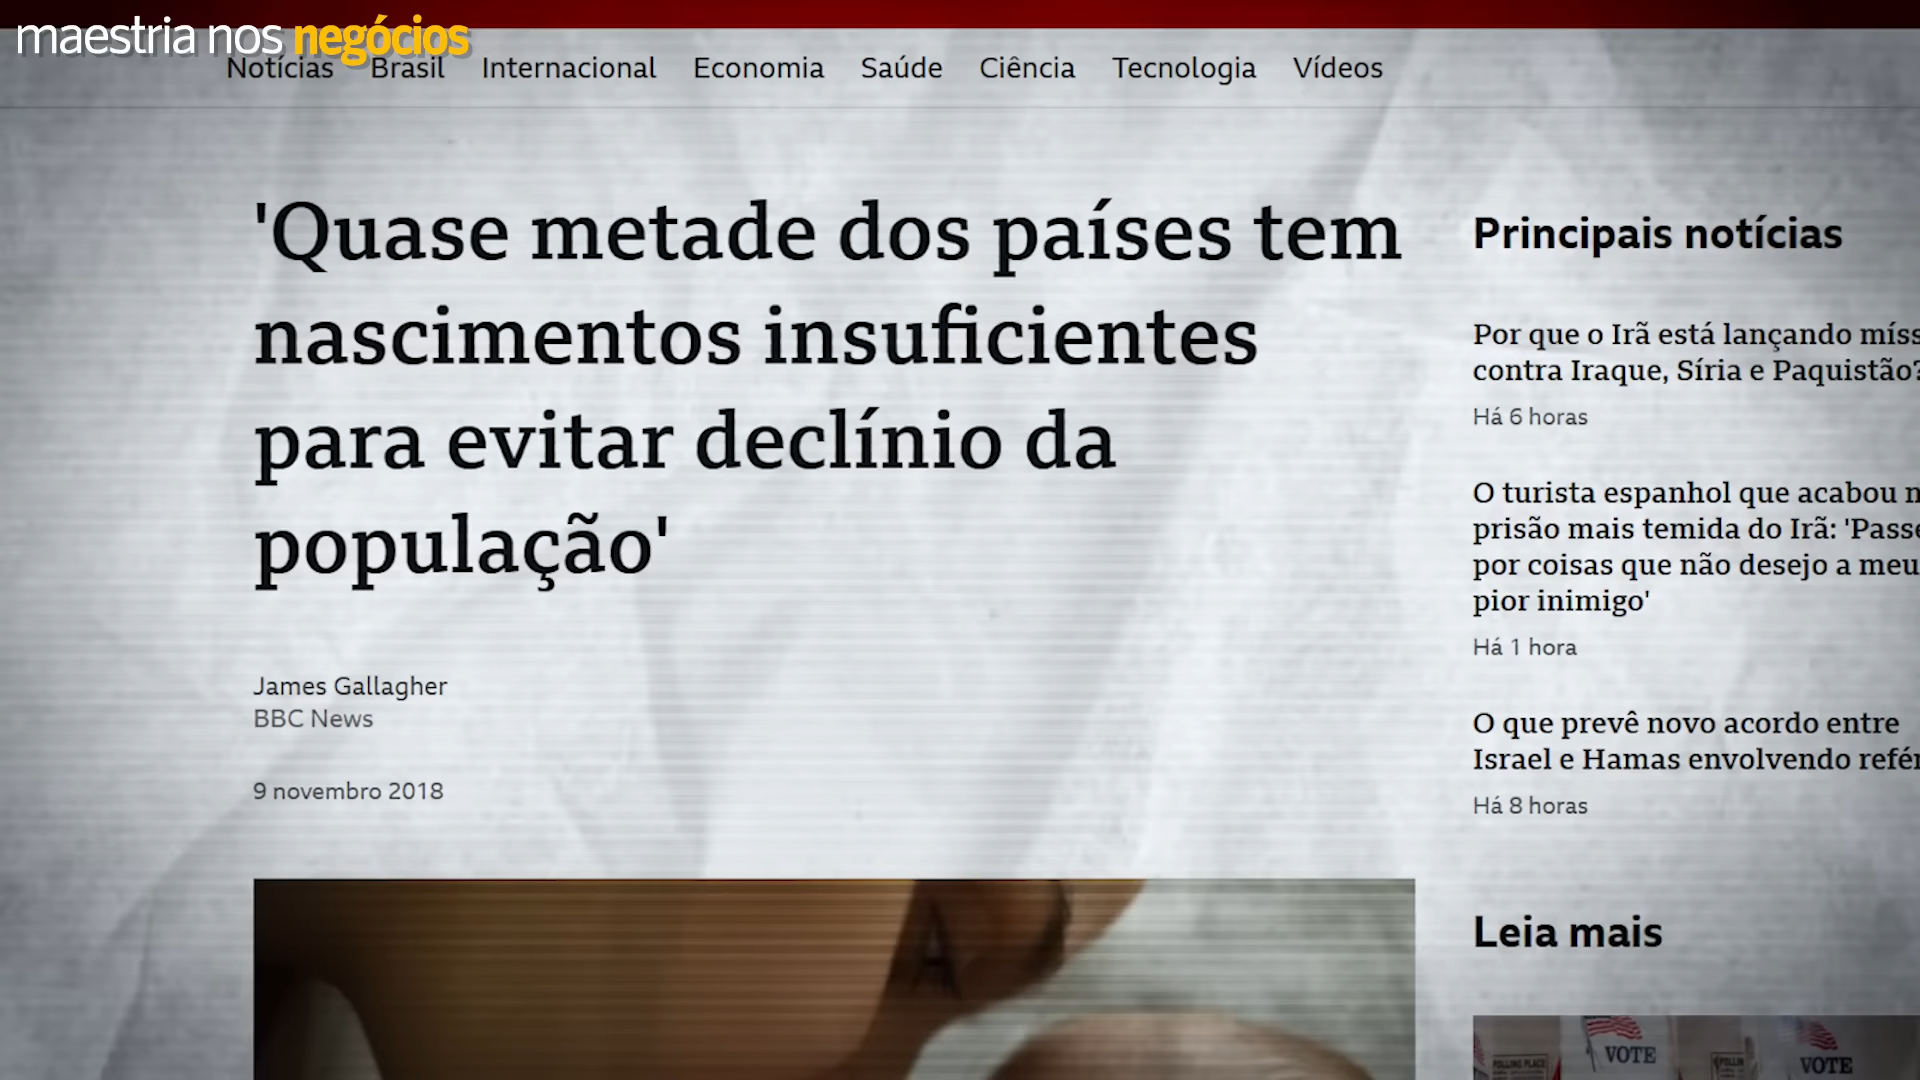 maestria nos negócios
Notícias Brasil Internacional Economia Saúde Ciência Tecnologia Vídeos
'Quase metade dos países tem
nascimentos insuficientes
para evitar declínio da
população'
James Gallagher
BBC News
9 novembro 2018
Principais notícias
Por que o Irã está lançando míss
contra Iraque, Síria e Paquistão?
Há 6 horas
O turista espanhol que acabou n
prisão mais temida do Irã: 'Passe
por coisas que não desejo a meu
pior inimigo'
Há 1 hora
O que prevê novo acordo entre
Israel e Hamas envolvendo refér
Há 8 horas
Leia mais
POLLING PLACE
VOTE
VOTE